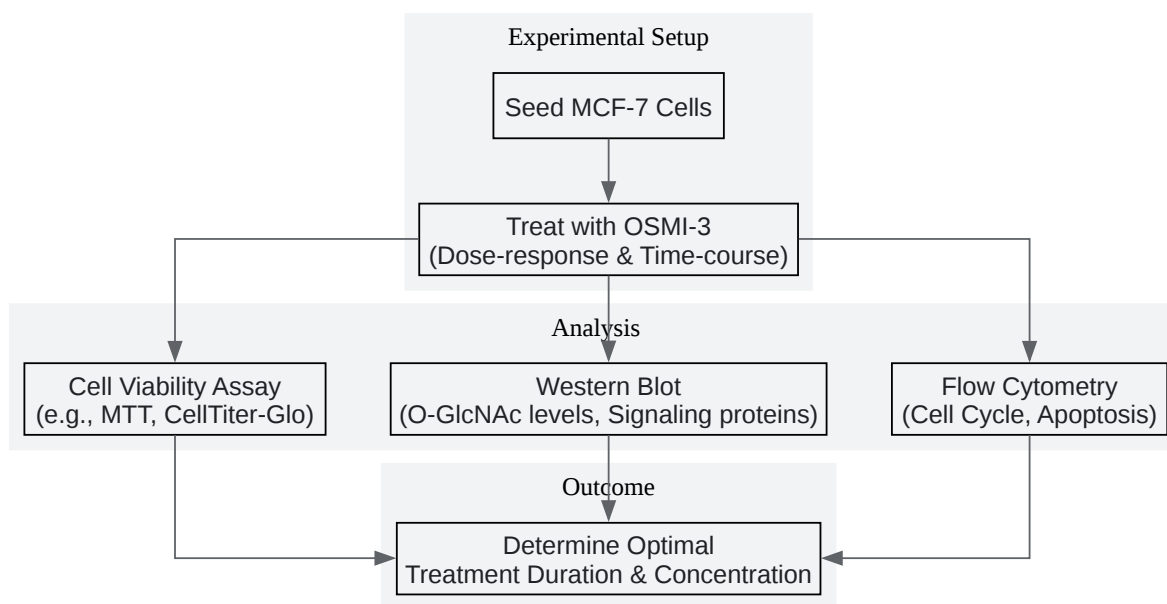 Experimental Setup
Seed MCF-7 Cells
Treat with OSMI-3
(Dose-response & Time-course)
Analysis
Cell Viability Assay
(e.g., MTT, CellTiter-Glo)
Western Blot
(O-GlcNAc levels, Signaling proteins)
Flow Cytometry
(Cell Cycle, Apoptosis)
Outcome
Determine Optimal
Treatment Duration & Concentration